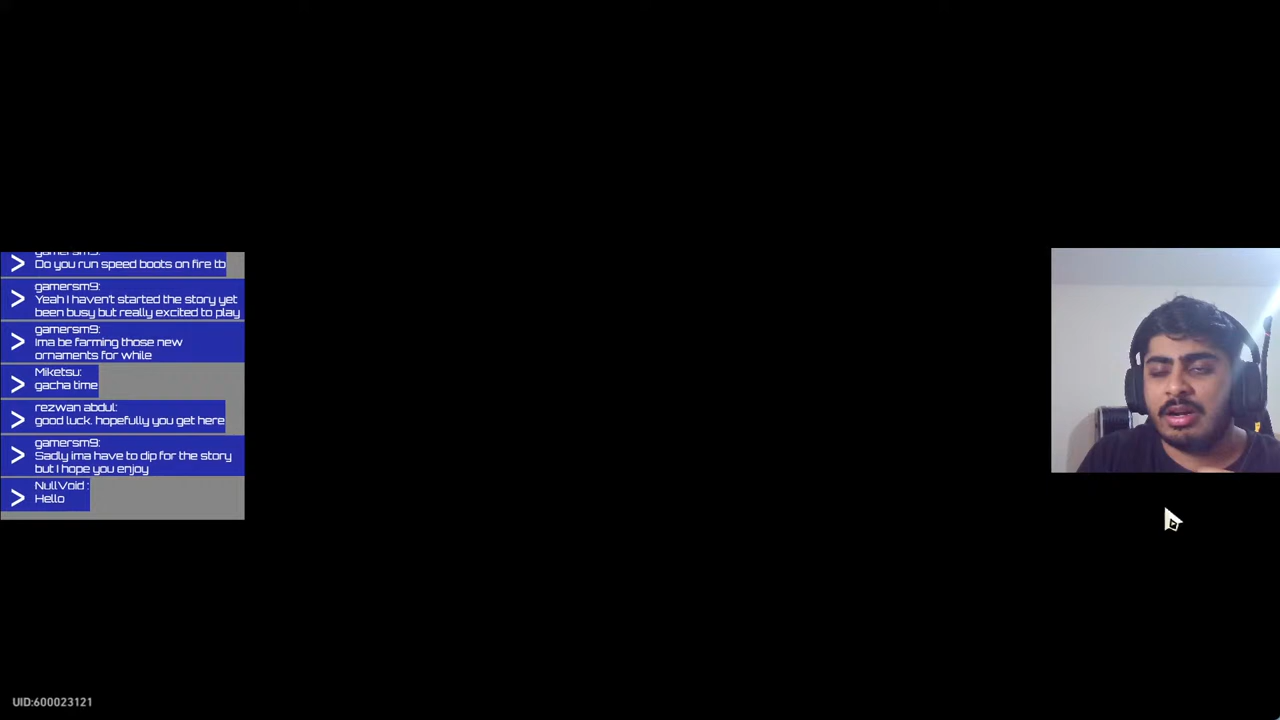 gamersm9:
Do you run speed boots on fire tb
gamersm9:
Yeah I haven't started the story yet
been busy but really excited to play
gamersm9:
Ima be farming those new
ornaments for while
Miketsu:
gacha time
rezwan abdul:
good luck. hopefully you get here
gamersm9:
Sadly ima have to dip for the story
but I hope you enjoy
NullVoid :
Hello
UID:600023121